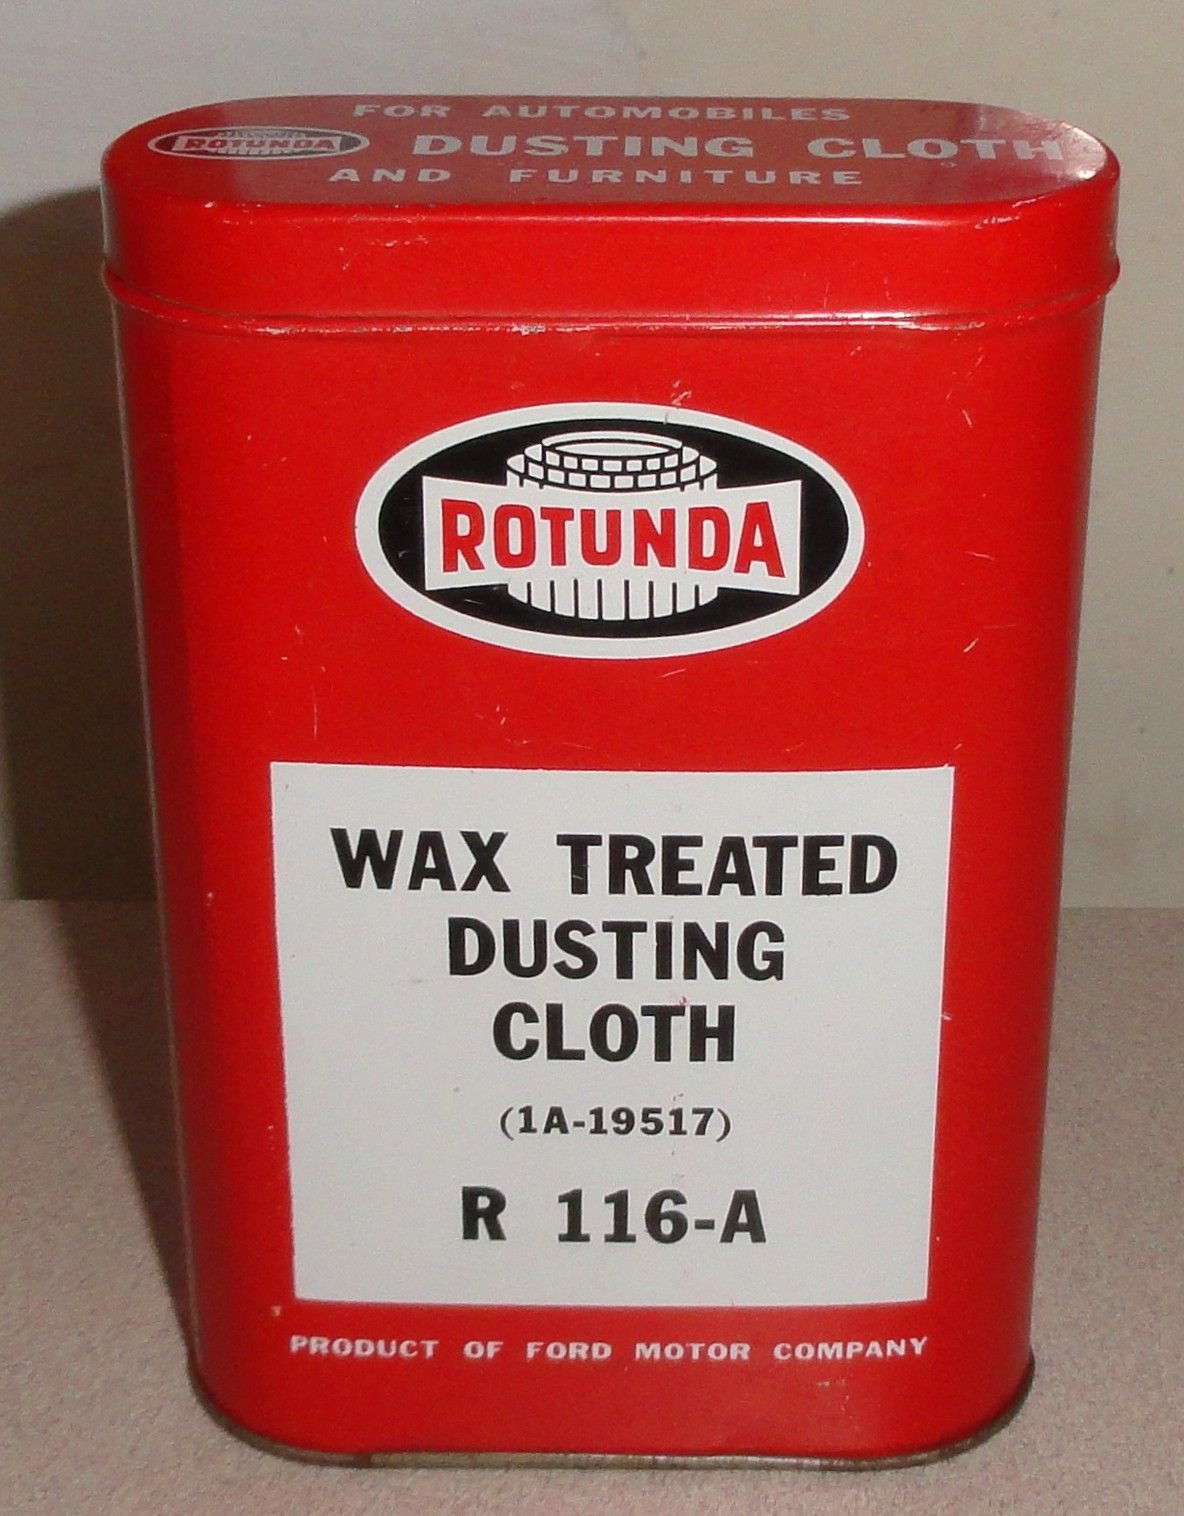 FOR AUTOMOBILES
ROTUNDA DUSTING CLOTH
AND FURNITURE
ROTUNDA
WAX TREATED
DUSTING
CLOTH
(1A-19517)
R 116-A
PRODUCT OF FORD MOTOR COMPANY